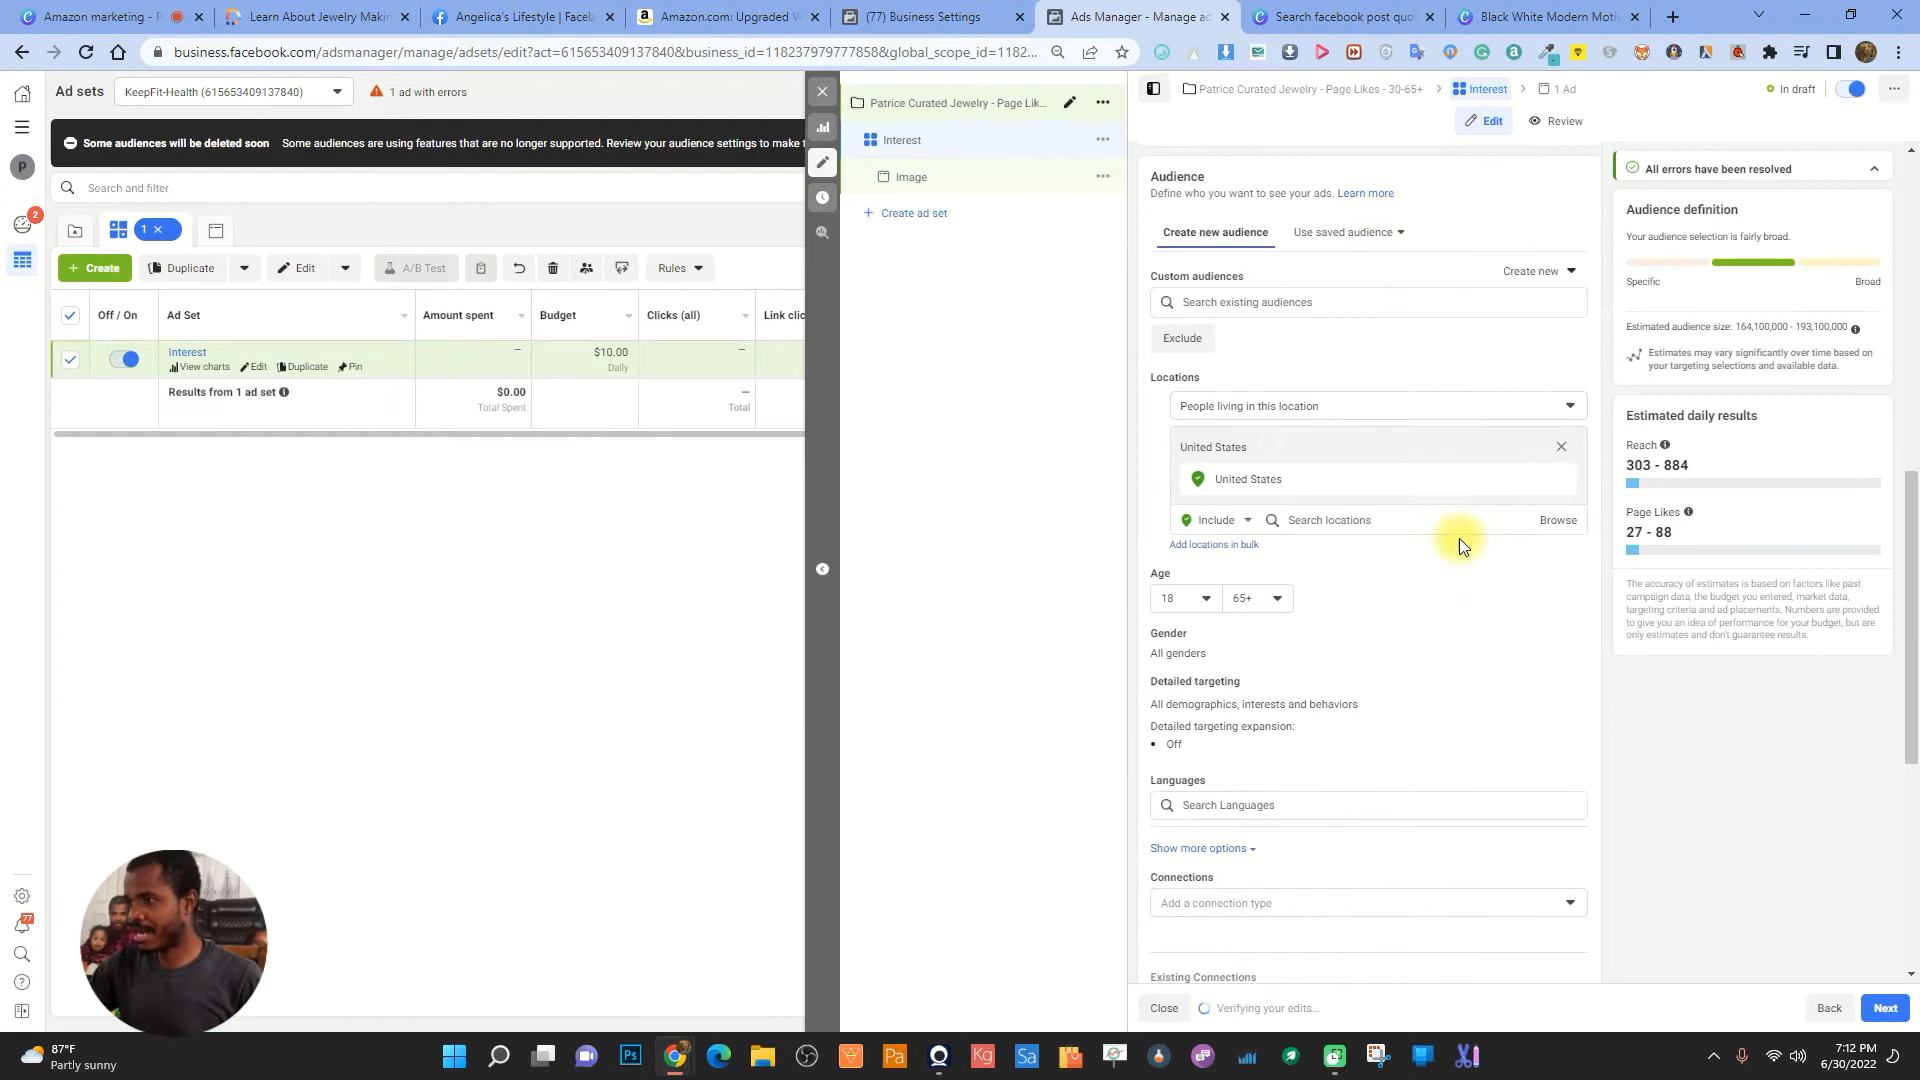 Amazon marketing - P
Learn About Jewelry Makin
Angelica's Lifestyle | Faceb
Amazon.com: Upgraded V
(77) Business Settings
Ads Manager - Manage ad
Search facebook post quo
Black White Modern Moti
business.facebook.com/adsmanager/manage/adsets/edit?act=615653409137840&business_id=118237979777858&global_scope_id=1182...
Ad sets
KeepFit-Health (615653409137840)
1 ad with errors
Some audiences will be deleted soon Some audiences are using features that are no longer supported. Review your audience settings to make t
Search and filter
P
2
1
Create
Duplicate
Edit
A/B Test
Rules
Off / On
Ad Set
Amount spent
Budget
Clicks (all)
Link clic
Interest
View charts
Edit
Duplicate
Pin
–
$10.00
Daily
–
Results from 1 ad set
$0.00
Total Spent
–
Total
77
Patrice Curated Jewelry - Page Lik...
Interest
Image
Create ad set
Patrice Curated Jewelry - Page Likes - 30-65+
Interest
1 Ad
In draft
Edit
Review
Audience
Define who you want to see your ads. Learn more
Create new audience
Use saved audience
Custom audiences
Create new
Search existing audiences
Exclude
Locations
People living in this location
United States
United States
Include
Search locations
Browse
Add locations in bulk
Age
18
65+
Gender
All genders
Detailed targeting
All demographics, interests and behaviors
Detailed targeting expansion:
Off
Languages
Search Languages
Show more options
Connections
Add a connection type
Existing Connections
Close
Verifying your edits...
Back
Next
All errors have been resolved
Audience definition
Your audience selection is fairly broad.
Specific
Broad
Estimated audience size: 164,100,000 - 193,100,000
Estimates may vary significantly over time based on
your targeting selections and available data.
Estimated daily results
Reach
303 - 884
Page Likes
27 - 88
The accuracy of estimates is based on factors like past
campaign data, the budget you entered, market data,
targeting criteria and ad placements. Numbers are provided
to give you an idea of performance for your budget, but are
only estimates and don't guarantee results.
87°F
Partly sunny
Ps
Pa
Kg
Sa
7:12 PM
6/30/2022